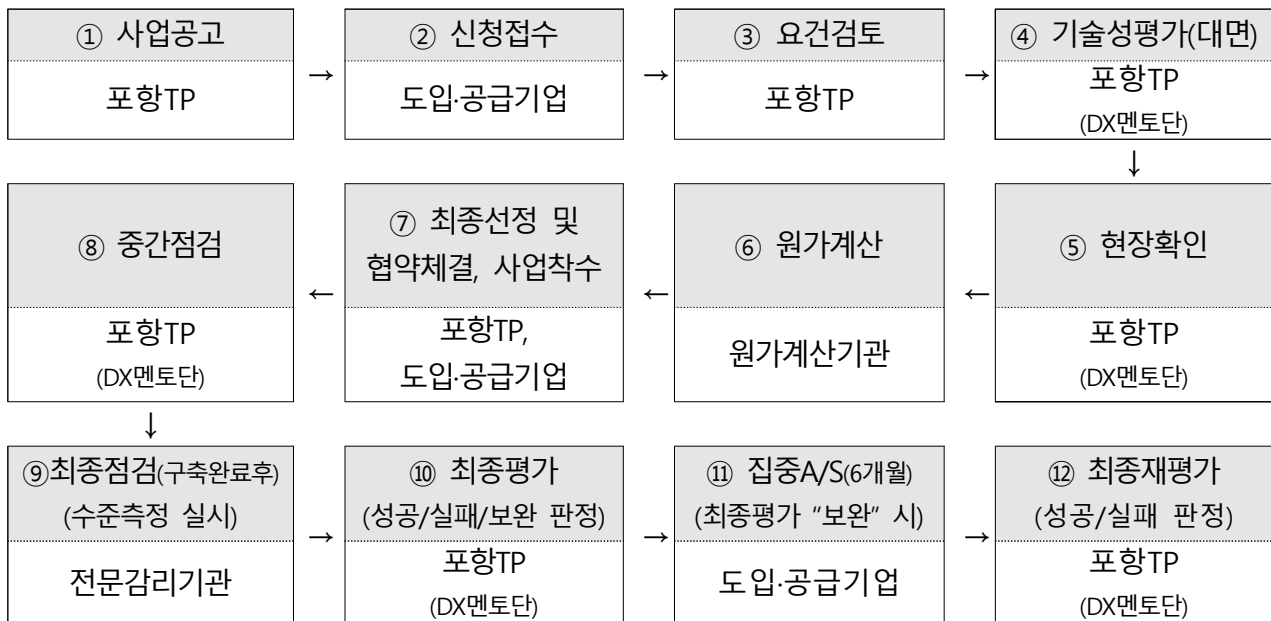 ① 사업공고
포항TP
→
② 신청접수
도입·공급기업
→
③ 요건검토
포항TP
→
④ 기술성평가(대면)
포항TP
(DX멘토단)
↓
⑧ 중간점검
포항TP
(DX멘토단)
←
⑦ 최종선정 및
협약체결, 사업착수
포항TP,
도입·공급기업
←
⑥ 원가계산
원가계산기관
←
⑤ 현장확인
포항TP
(DX멘토단)
↓
⑨최종점검(구축완료후)
(수준측정 실시)
전문감리기관
→
⑩ 최종평가
(성공/실패/보완 판정)
포항TP
(DX멘토단)
→
⑪ 집중A/S(6개월)
(최종평가 “보완” 시)
도입·공급기업
→
⑫ 최종재평가
(성공/실패 판정)
포항TP
(DX멘토단)